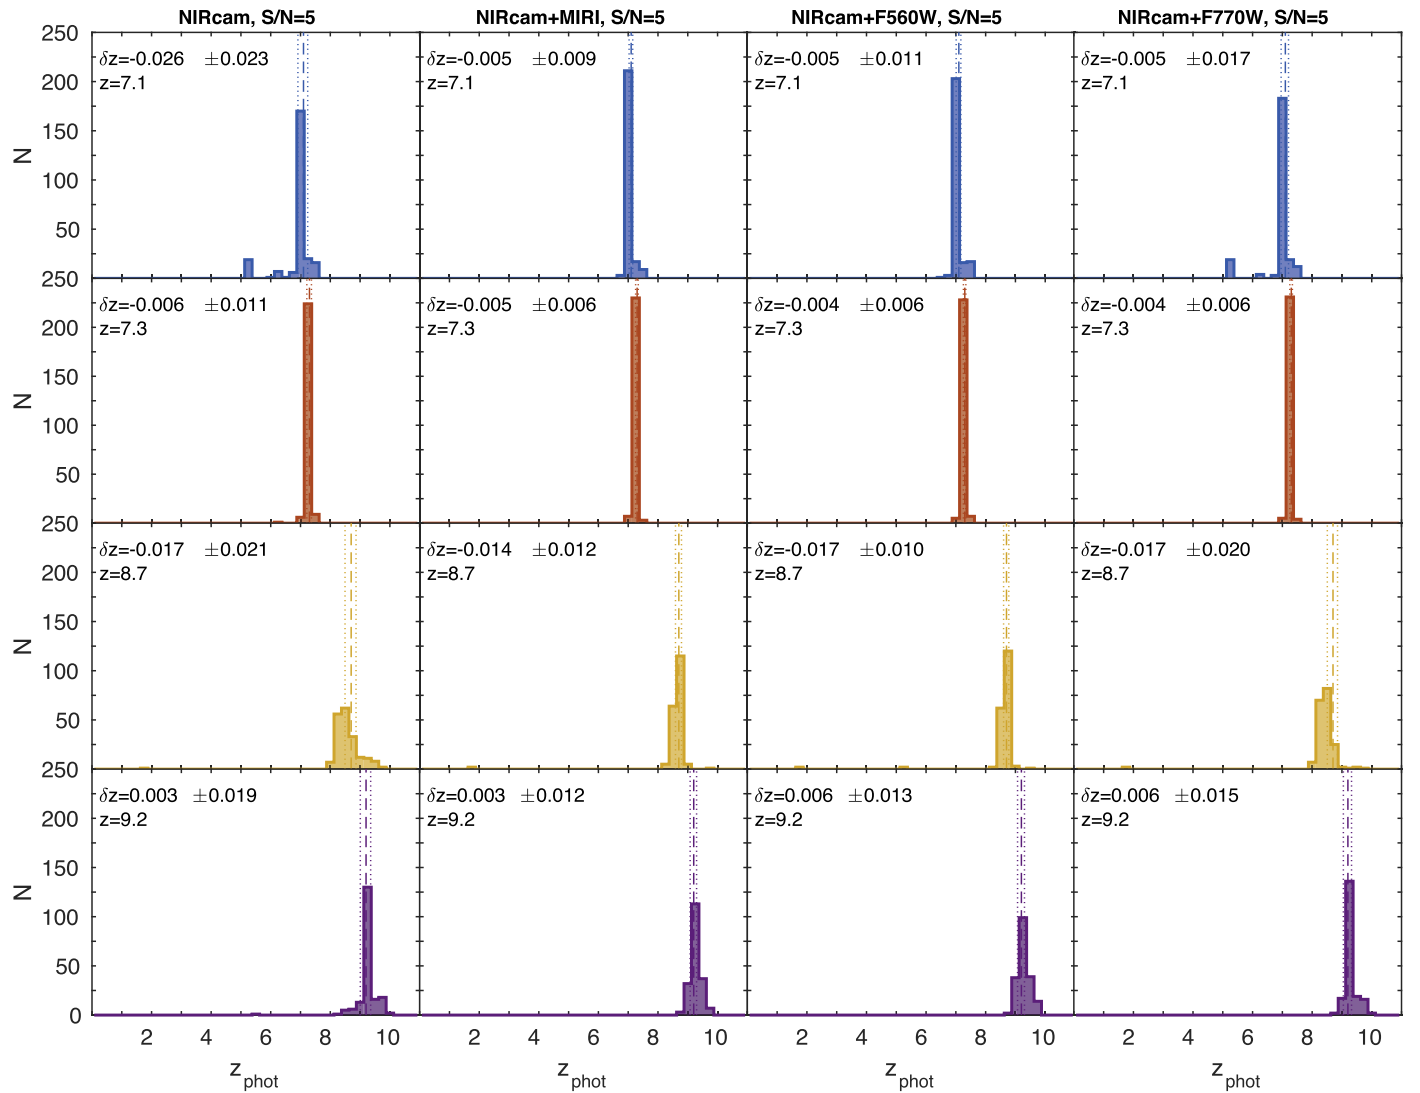 NIRcam, S/N=5 NIRcam+MIRI, S/N=5 NIRcam+F560W, S/N=5 NIRcam+F770W, S/N=5
250
200
150
100
50
N
δz=-0.026 ±0.023
z=7.1
δz=-0.005 ±0.009
z=7.1
δz=-0.005 ±0.011
z=7.1
δz=-0.005 ±0.017
z=7.1
250
200
150
100
50
N
δz=-0.006 ±0.011
z=7.3
δz=-0.005 ±0.006
z=7.3
δz=-0.004 ±0.006
z=7.3
δz=-0.004 ±0.006
z=7.3
250
200
150
100
50
N
δz=-0.017 ±0.021
z=8.7
δz=-0.014 ±0.012
z=8.7
δz=-0.017 ±0.010
z=8.7
δz=-0.017 ±0.020
z=8.7
250
200
150
100
50
0
N
δz=0.003 ±0.019
z=9.2
δz=0.003 ±0.012
z=9.2
δz=0.006 ±0.013
z=9.2
δz=0.006 ±0.015
z=9.2
2 4 6 8 10 2 4 6 8 10 2 4 6 8 10 2 4 6 8 10
z phot z phot z phot z phot